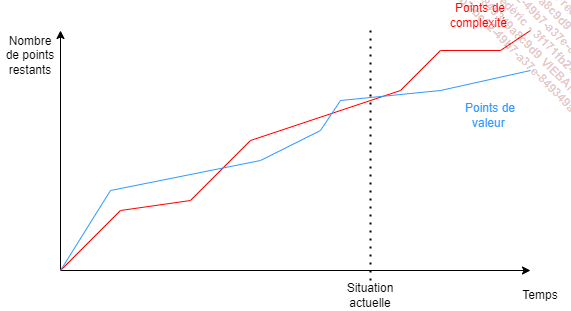 Points de
complexité
Nombre
de points
restants
Points de
valeur
Situation
actuelle
Temps